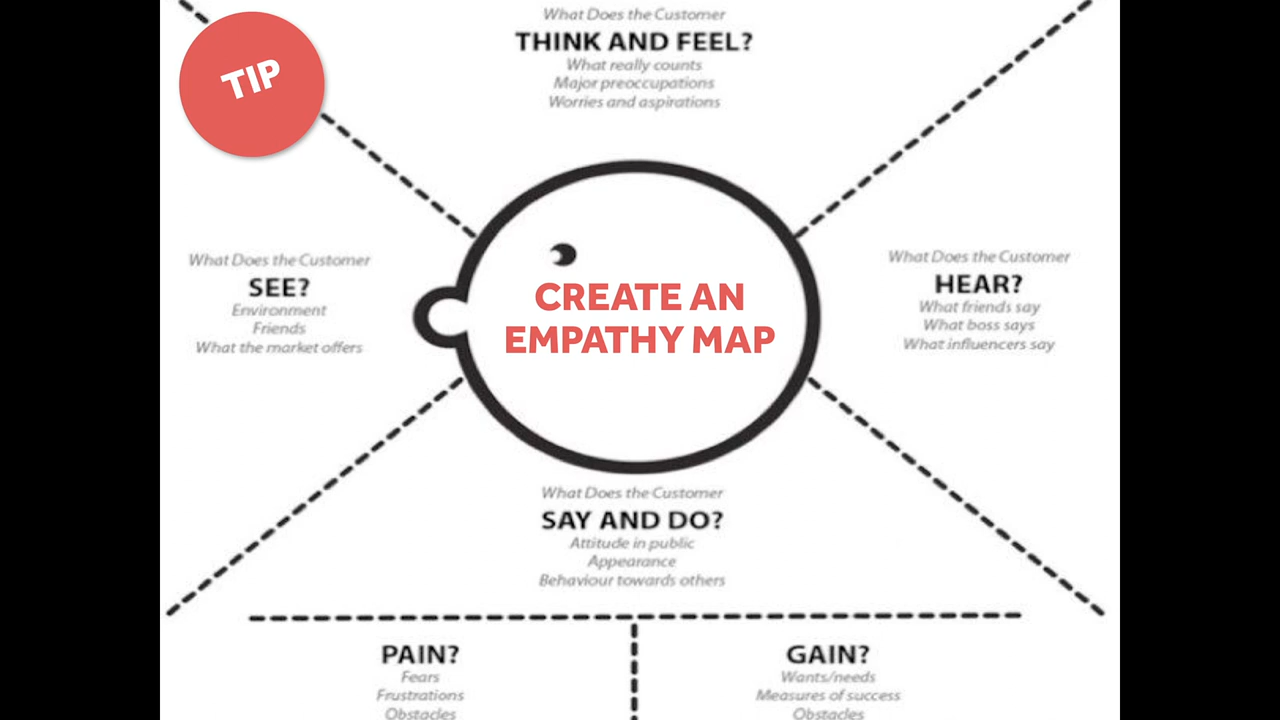 TIP
What Does the Customer
THINK AND FEEL?
What really counts
Major preoccupations
Worries and aspirations
What Does the Customer
SEE?
Environment
Friends
What the market offers
CREATE AN
EMPATHY MAP
What Does the Customer
HEAR?
What friends say
What boss says
What influencers say
What Does the Customer
SAY AND DO?
Attitude in public
Appearance
Behaviour towards others
PAIN?
Fears
Frustrations
Obstacles
GAIN?
Wants/needs
Measures of success
Obstacles